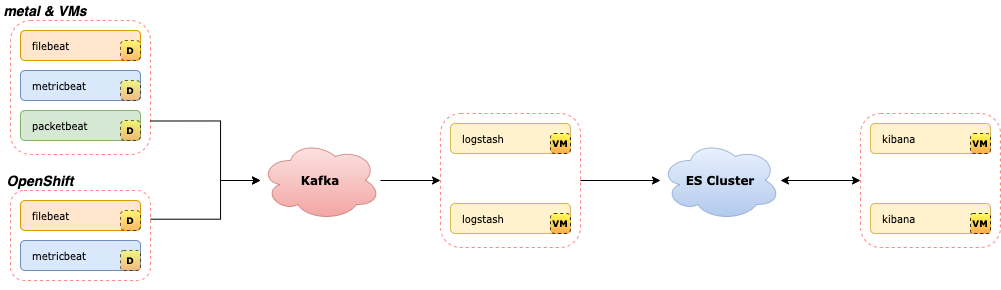 metal & VMs
filebeat
D
metricbeat
D
packetbeat
D
OpenShift
filebeat
D
metricbeat
D
Kafka
logstash
VM
logstash
VM
ES Cluster
kibana
VM
kibana
VM